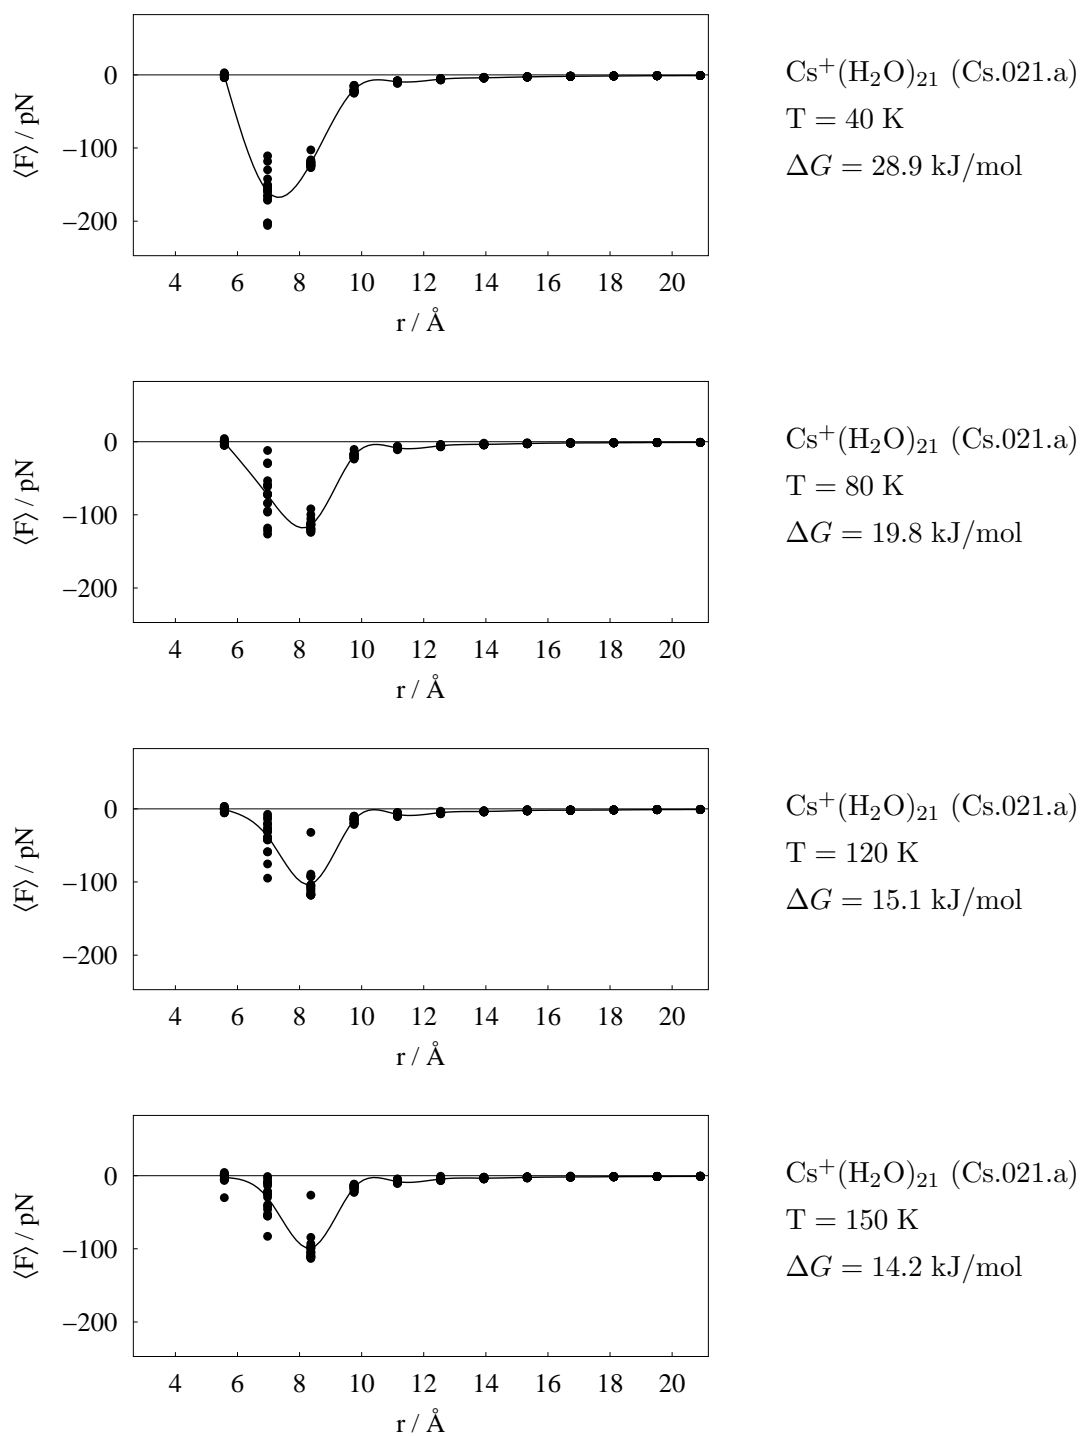 0
−100
−200
⟨F⟩ / pN
4 6 8 10 12 14 16 18 20
r / Å
Cs⁺(H₂O)₂₁ (Cs.021.a)
T = 40 K
ΔG = 28.9 kJ/mol
0
−100
−200
⟨F⟩ / pN
4 6 8 10 12 14 16 18 20
r / Å
Cs⁺(H₂O)₂₁ (Cs.021.a)
T = 80 K
ΔG = 19.8 kJ/mol
0
−100
−200
⟨F⟩ / pN
4 6 8 10 12 14 16 18 20
r / Å
Cs⁺(H₂O)₂₁ (Cs.021.a)
T = 120 K
ΔG = 15.1 kJ/mol
0
−100
−200
⟨F⟩ / pN
4 6 8 10 12 14 16 18 20
r / Å
Cs⁺(H₂O)₂₁ (Cs.021.a)
T = 150 K
ΔG = 14.2 kJ/mol